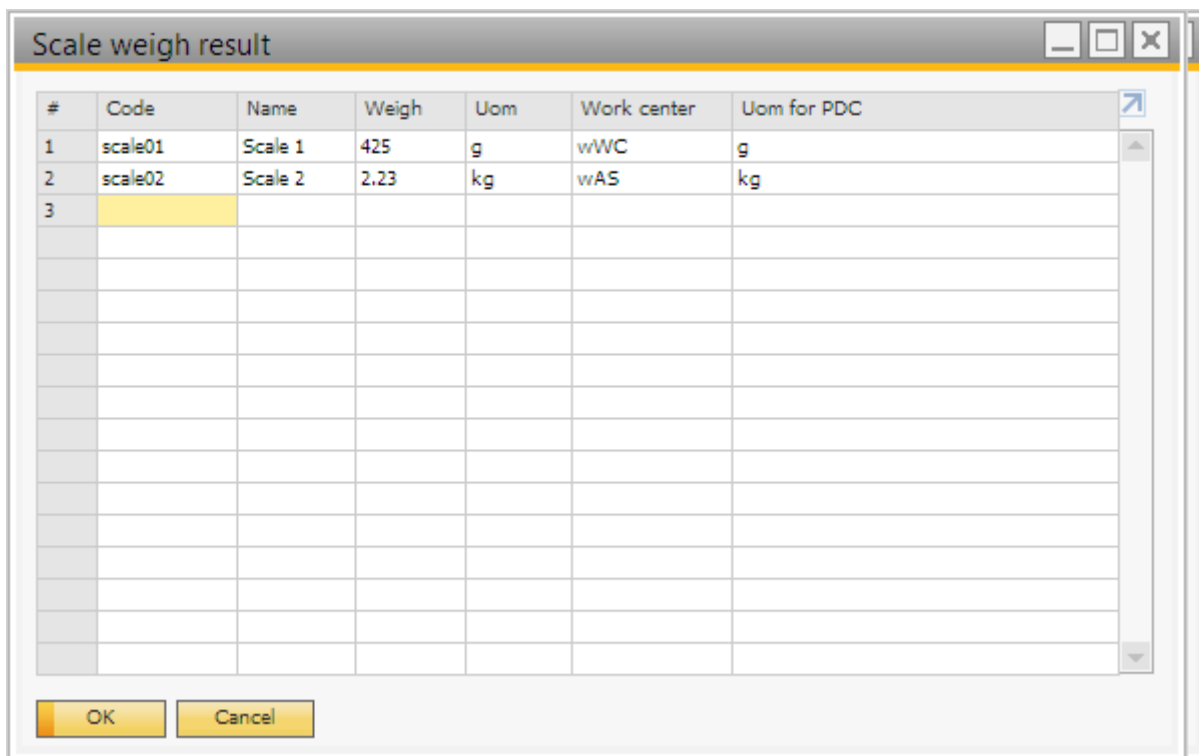 Scale weigh result
# Code Name Weigh Uom Work center Uom for PDC
1 scale01 Scale 1 425 g wWC g
2 scale02 Scale 2 2.23 kg wAS kg
3
OK Cancel